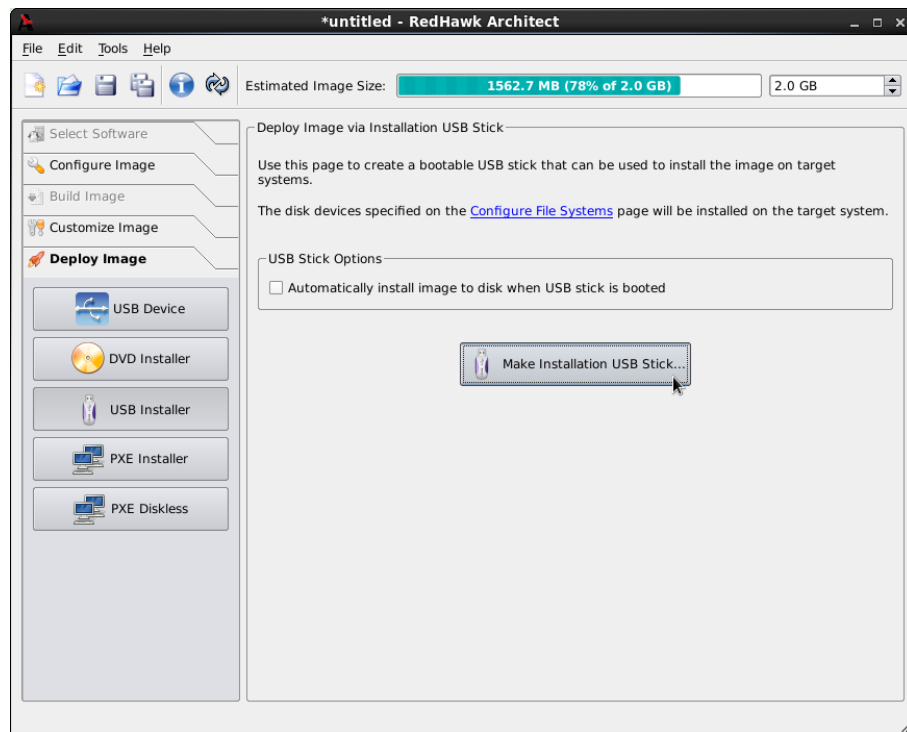 *untitled - RedHawk Architect
File Edit Tools Help
Estimated Image Size: 1562.7 MB (78% of 2.0 GB) 2.0 GB
Select Software
Configure Image
Build Image
Customize Image
Deploy Image
USB Device
DVD Installer
USB Installer
PXE Installer
PXE Diskless
Deploy Image via Installation USB Stick
Use this page to create a bootable USB stick that can be used to install the image on target
systems.
The disk devices specified on the Configure File Systems page will be installed on the target system.
USB Stick Options
Automatically install image to disk when USB stick is booted
Make Installation USB Stick...